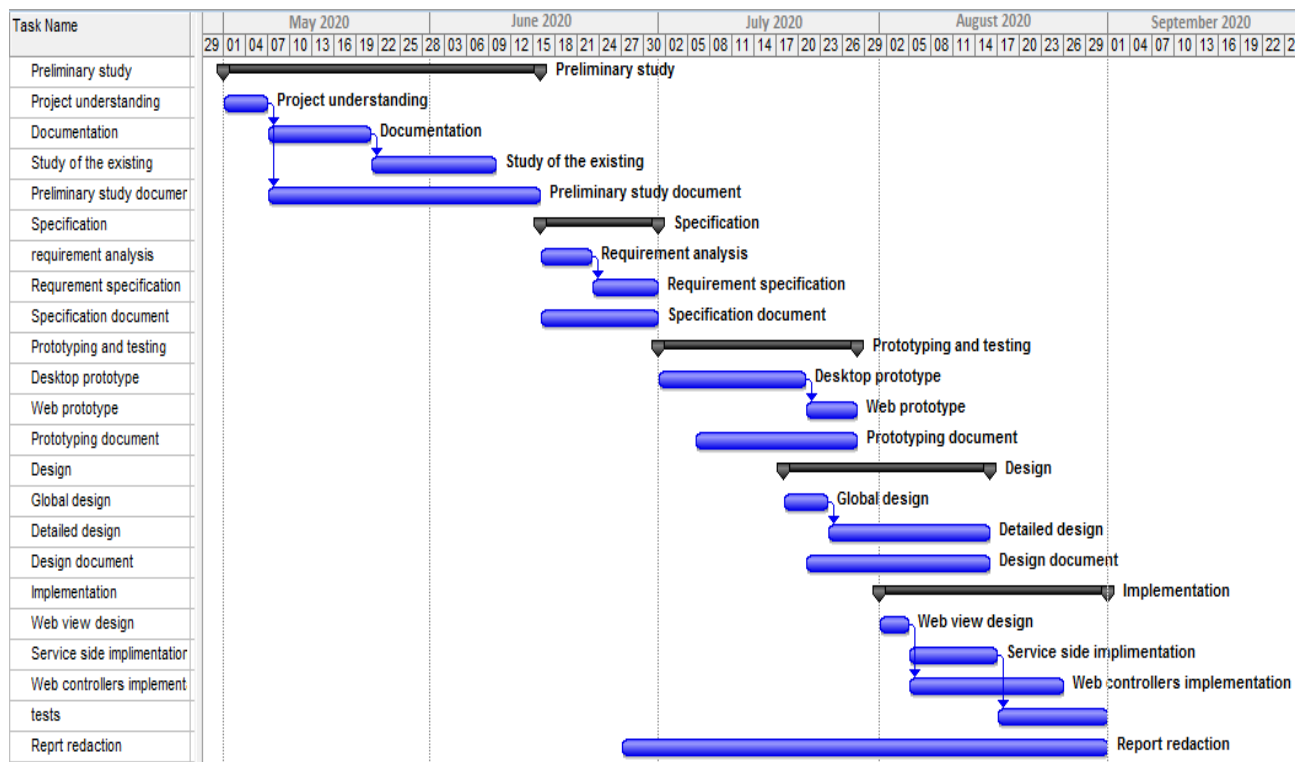 Task Name
May 2020 June 2020 July 2020 August 2020 September 2020
29 01 04 07 10 13 16 19 22 25 28 03 06 09 12 15 18 21 24 27 30 02 05 08 11 14 17 20 23 26 29 02 05 08 11 14 17 20 23 26 29 01 04 07 10 13 16 19 22
Preliminary study Preliminary study
Project understanding Project understanding
Documentation Documentation
Study of the existing Study of the existing
Preliminary study documer Preliminary study document
Specification Specification
requirement analysis Requirement analysis
Requrement specification Requirement specification
Specification document Specification document
Prototyping and testing Prototyping and testing
Desktop prototype Desktop prototype
Web prototype Web prototype
Prototyping document Prototyping document
Design Design
Global design Global design
Detailed design Detailed design
Design document Design document
Implementation Implementation
Web view design Web view design
Service side implimentatior Service side implimentation
Web controllers implement Web controllers implementation
tests
Reprt redaction Report redaction